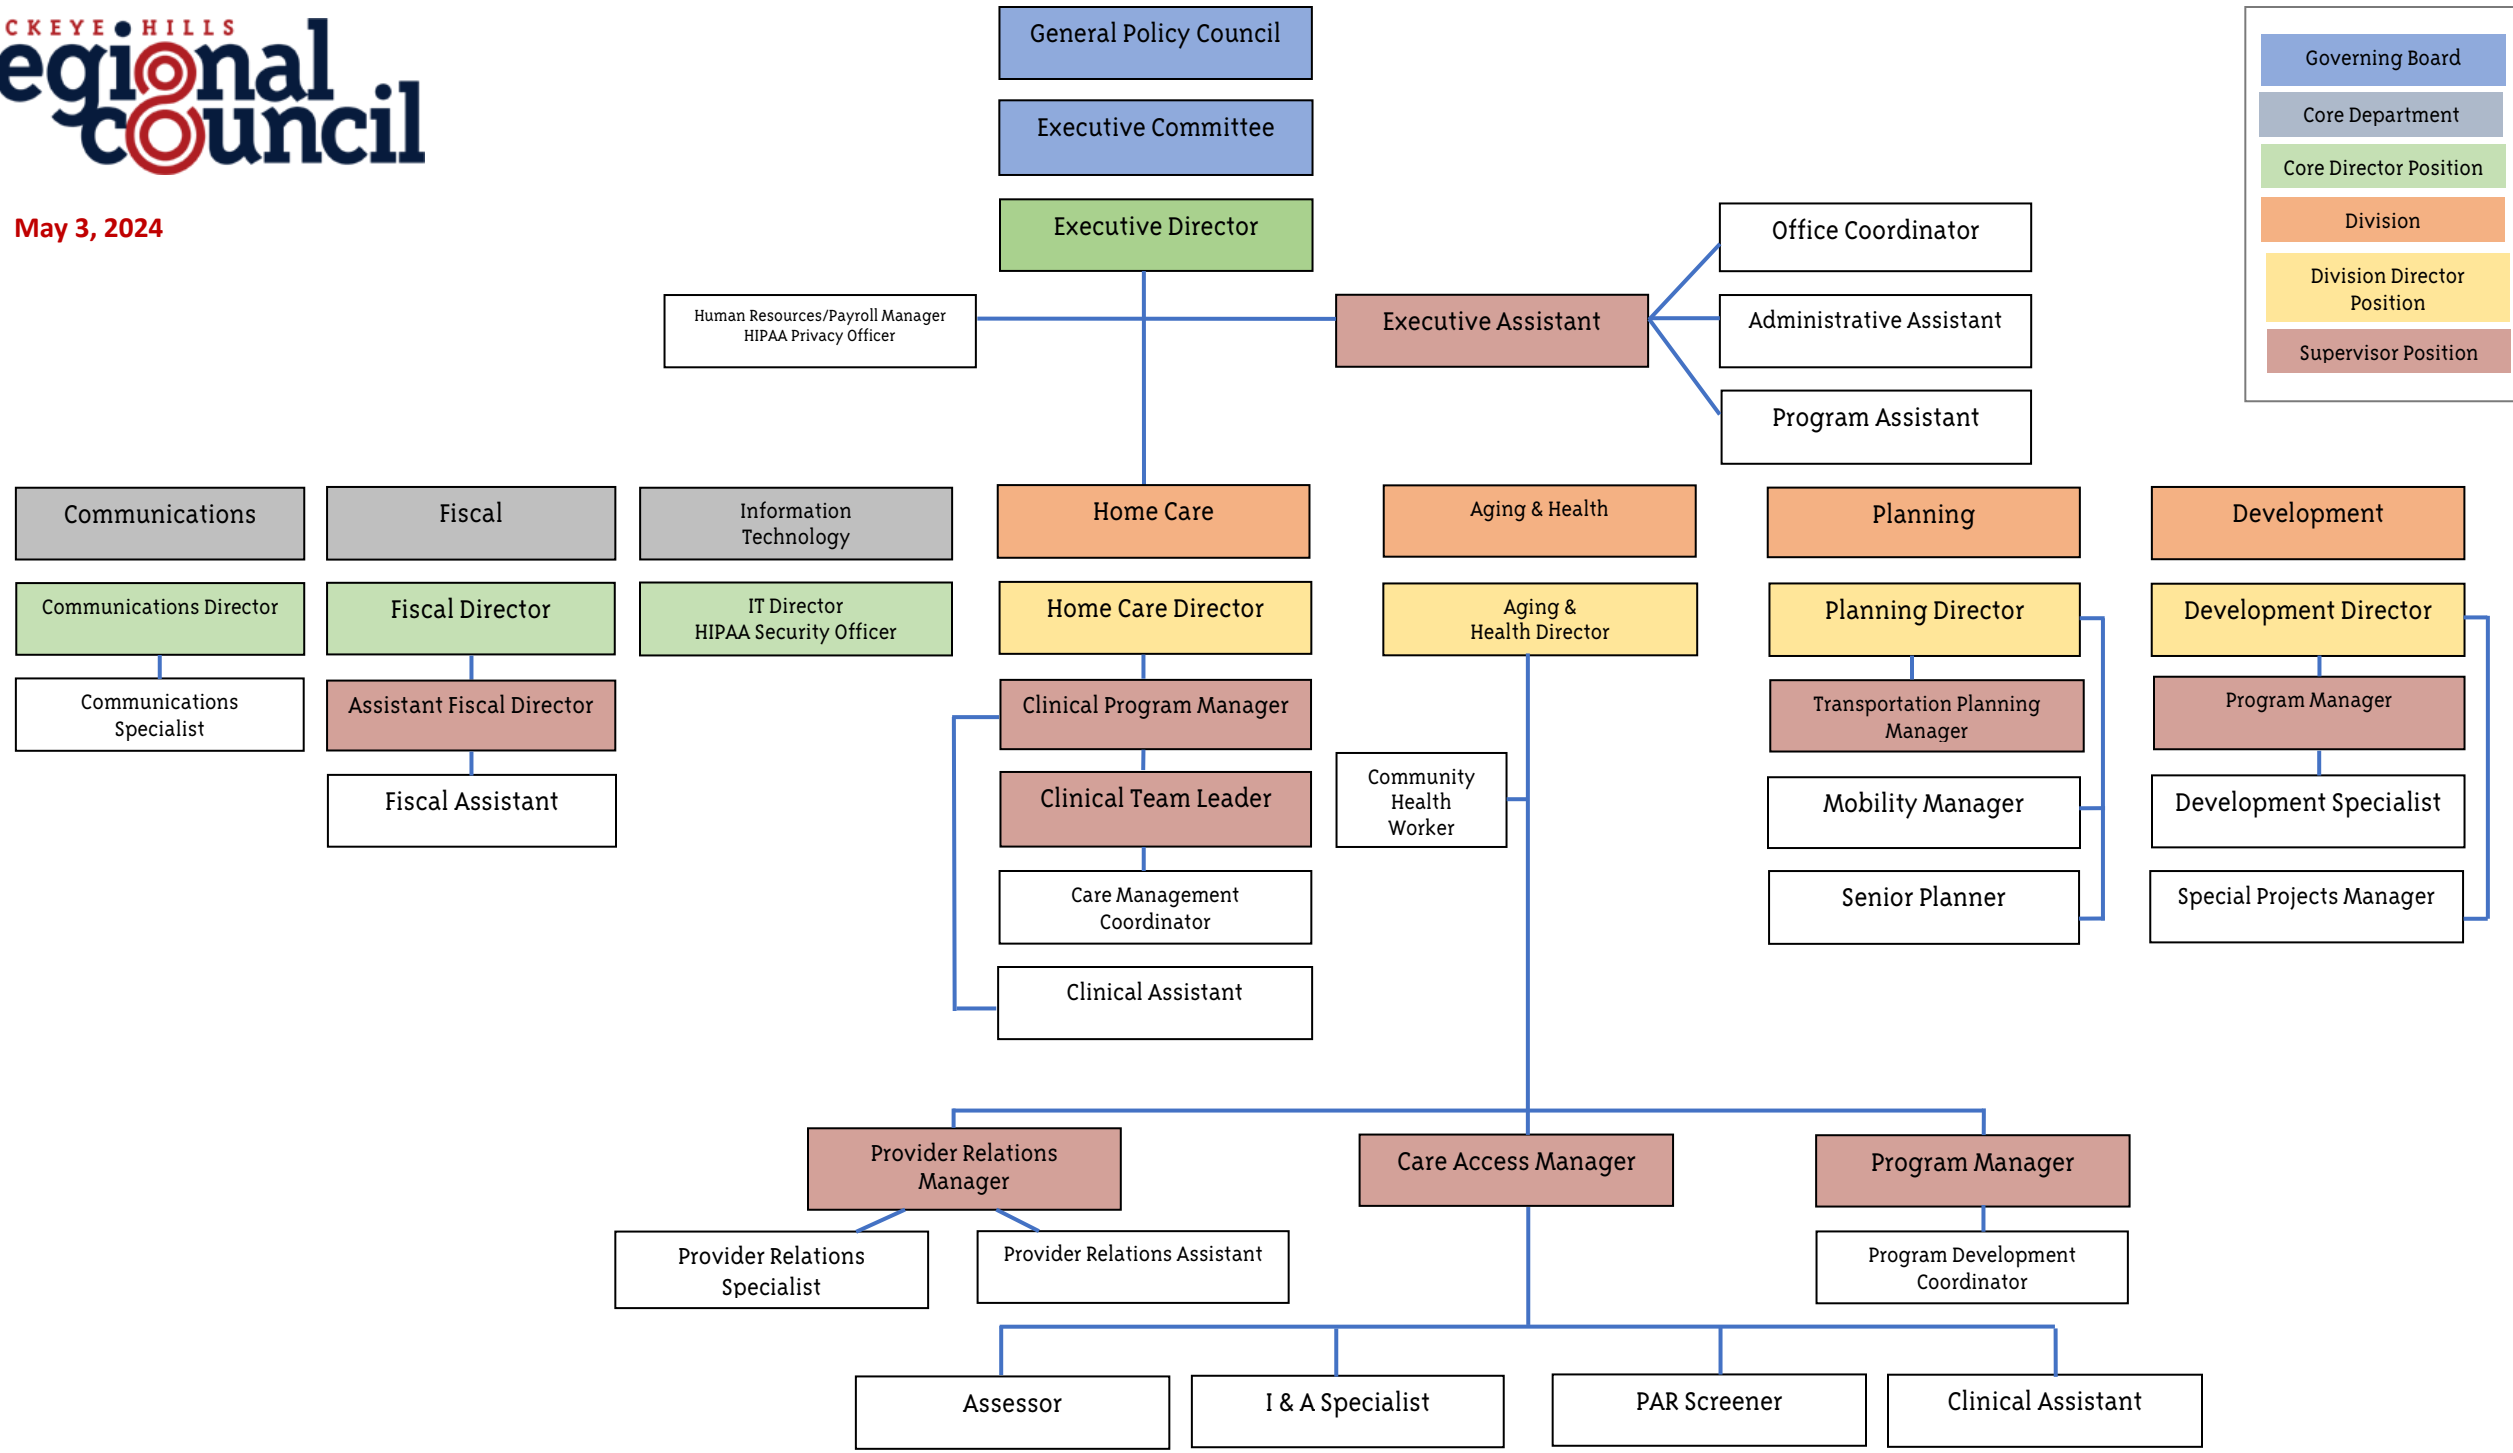 CKEYE HILLS
egional
council
May 3, 2024
General Policy Council
Executive Committee
Executive Director
Human Resources/Payroll Manager
HIPAA Privacy Officer
Executive Assistant
Office Coordinator
Administrative Assistant
Program Assistant
Governing Board
Core Department
Core Director Position
Division
Division Director
Position
Supervisor Position
Communications
Fiscal
Information
Technology
Home Care
Aging & Health
Planning
Development
Communications Director
Fiscal Director
IT Director
HIPAA Security Officer
Home Care Director
Aging &
Health Director
Planning Director
Development Director
Communications
Specialist
Assistant Fiscal Director
Clinical Program Manager
Transportation Planning
Manager
Program Manager
Fiscal Assistant
Clinical Team Leader
Community
Health
Worker
Mobility Manager
Development Specialist
Care Management
Coordinator
Senior Planner
Special Projects Manager
Clinical Assistant
Provider Relations
Manager
Care Access Manager
Program Manager
Provider Relations
Specialist
Provider Relations Assistant
Program Development
Coordinator
Assessor
I & A Specialist
PAR Screener
Clinical Assistant